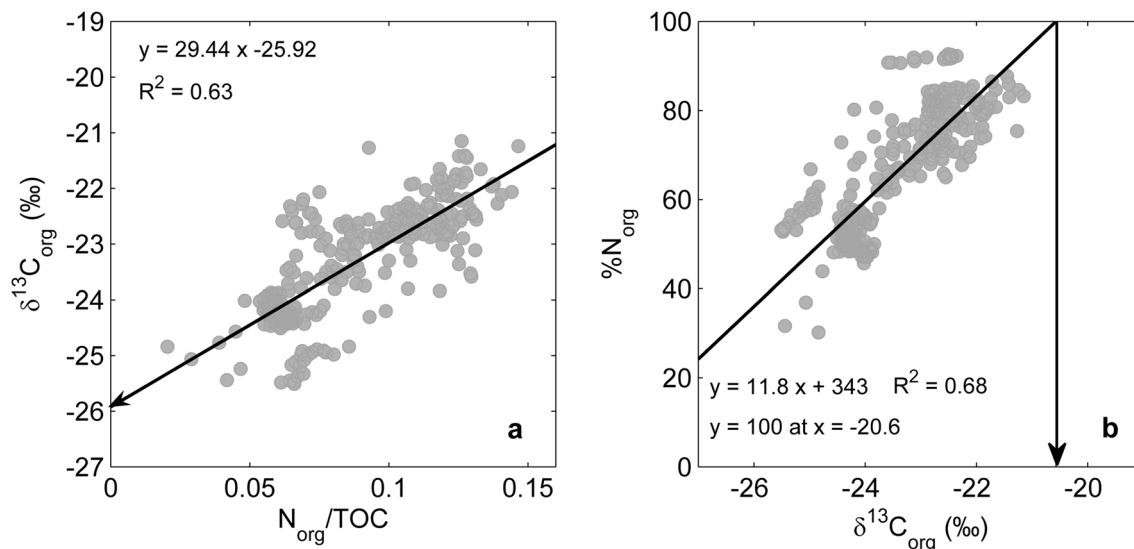 y = 29.44 x -25.92
R² = 0.63
-19
-20
-21
-22
-23
-24
-25
-26
-27
δ¹³Corg (‰)
0
0.05
0.1
0.15
Norg/TOC
a
100
80
60
40
20
0
%Norg
y = 11.8 x + 343 R² = 0.68
y = 100 at x = -20.6
b
-26
-24
-22
-20
δ¹³Corg (‰)